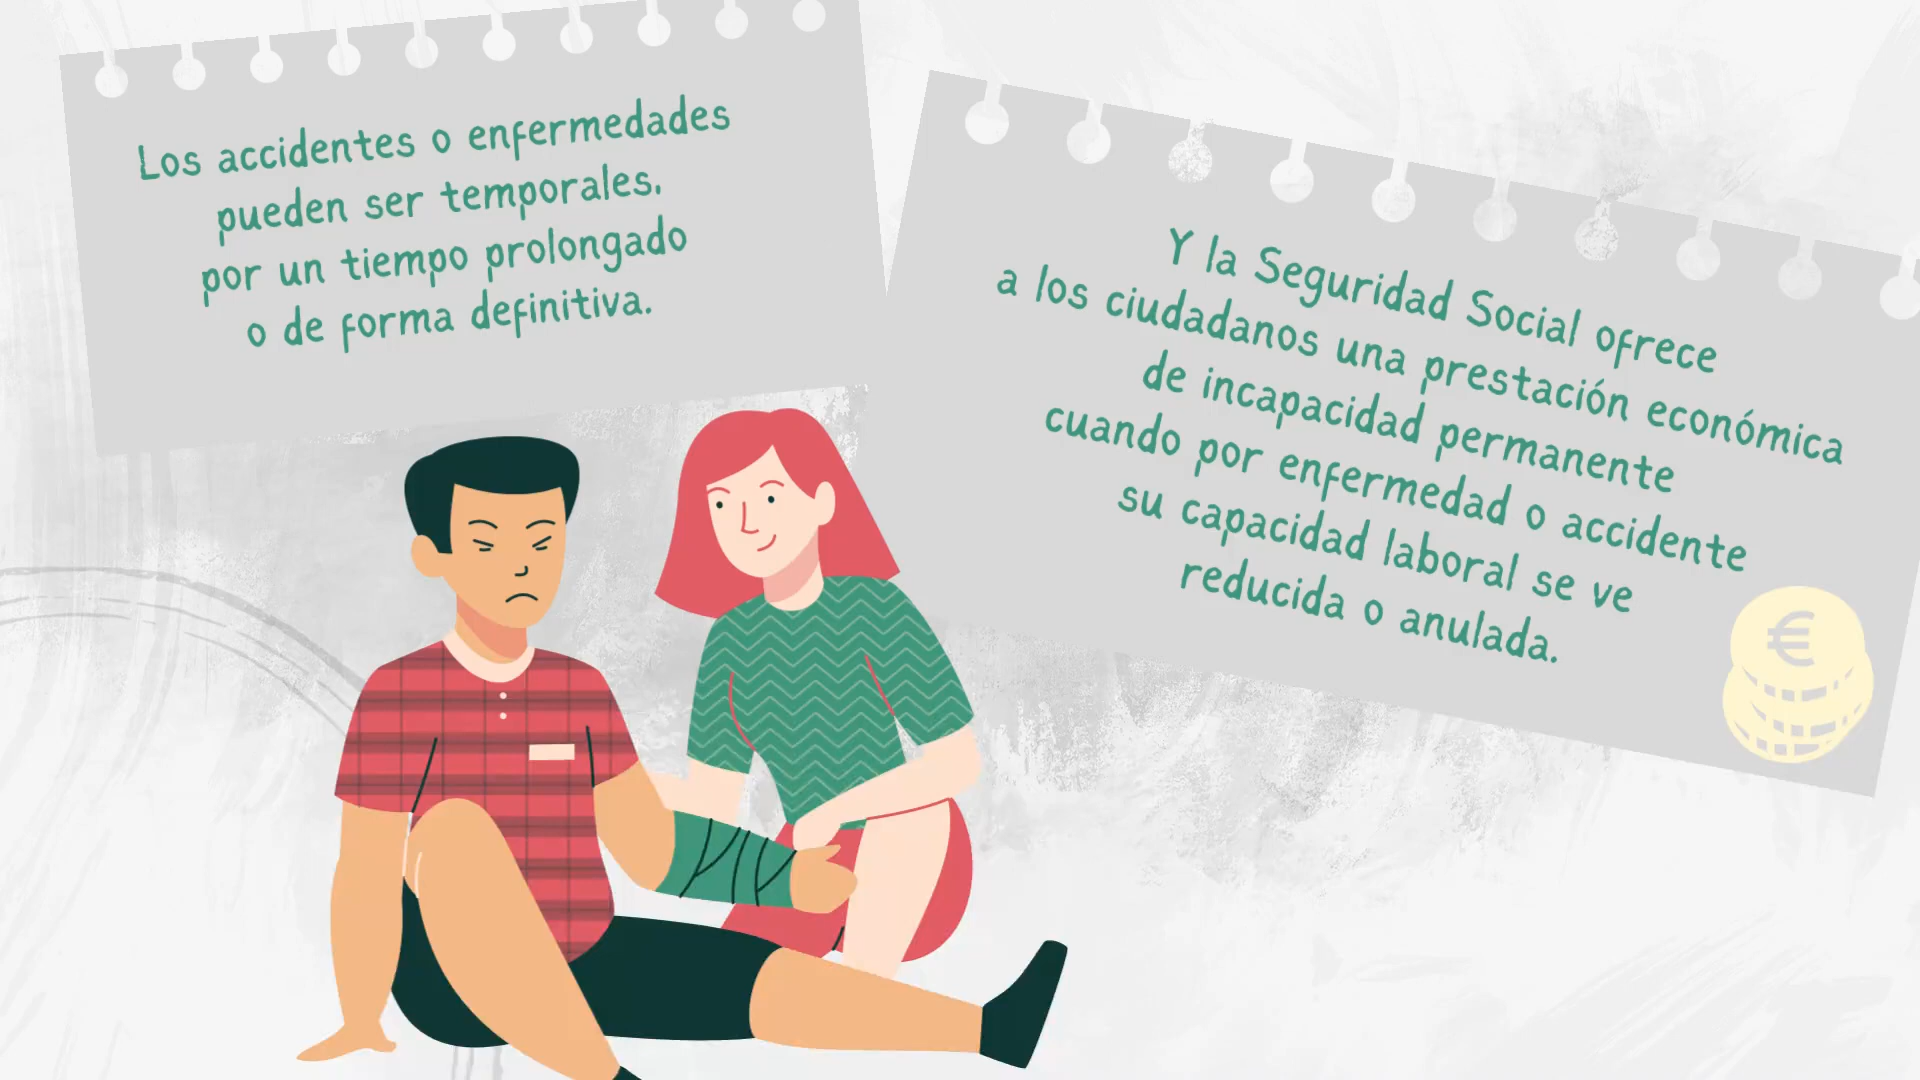 Los accidentes o enfermedades
pueden ser temporales,
por un tiempo prolongado
o de forma definitiva.
Y la Seguridad Social ofrece
a los ciudadanos una prestación económica
de incapacidad permanente
cuando por enfermedad o accidente
su capacidad laboral se ve
reducida o anulada.
€